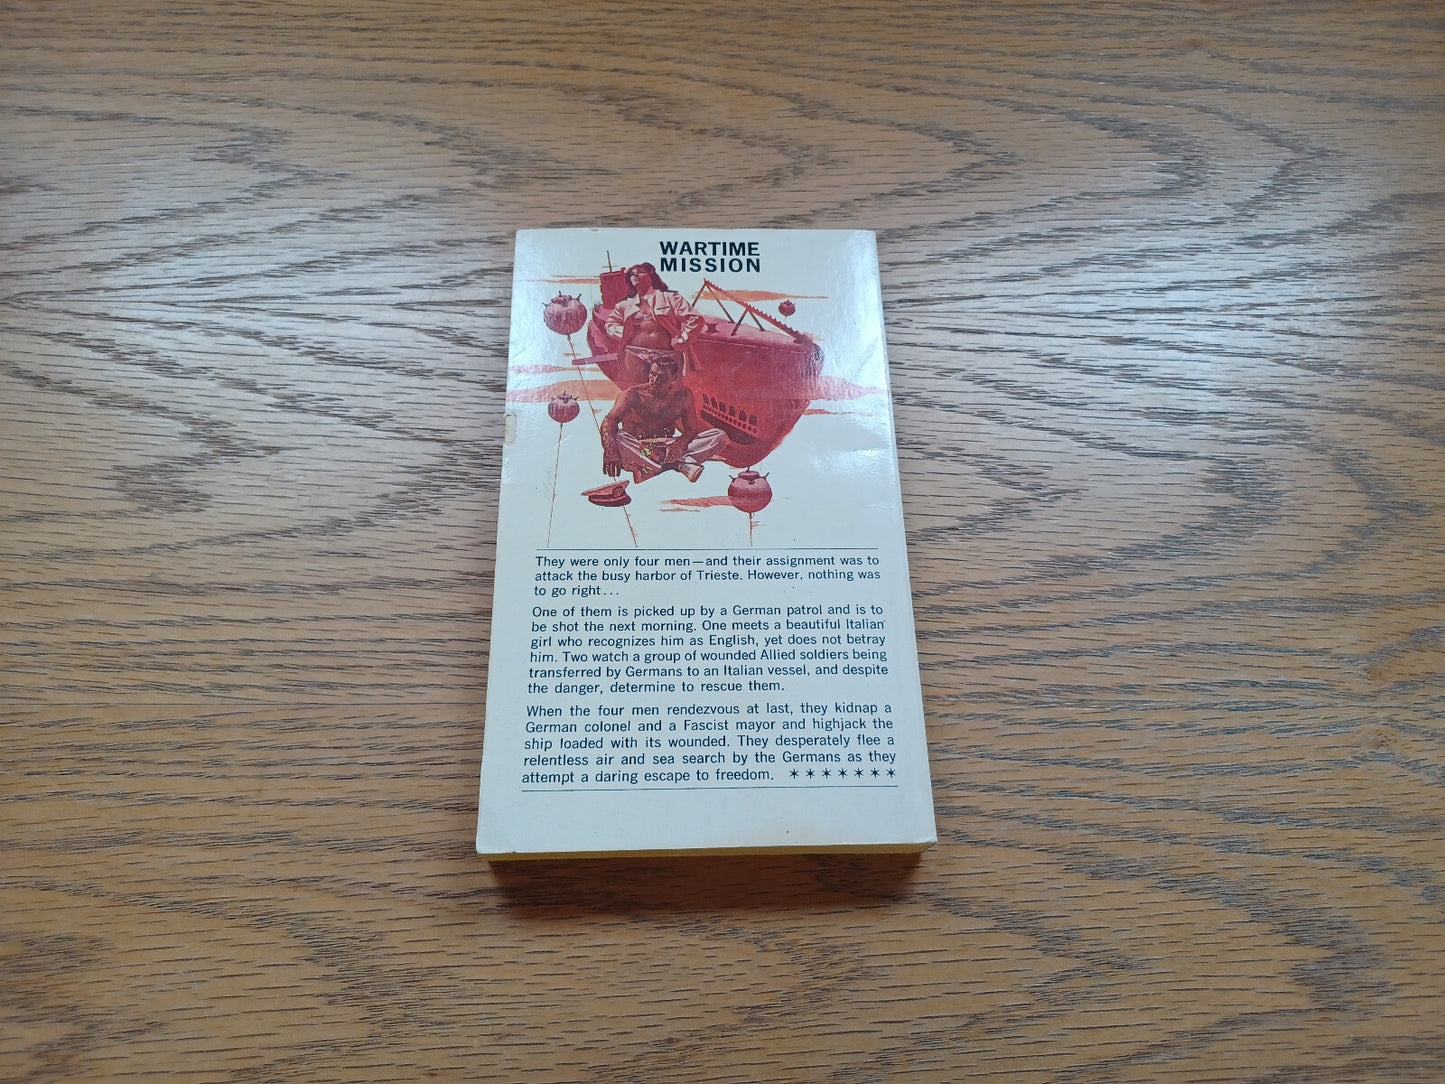 WARTIME
MISSION
They were only four men—and their assignment was to
attack the busy harbor of Trieste. However, nothing was
to go right...
One of them is picked up by a German patrol and is to
be shot the next morning. One meets a beautiful Italian
girl who recognizes him as English, yet does not betray
him. Two watch a group of wounded Allied soldiers being
transferred by Germans to an Italian vessel, and despite
the danger, determine to rescue them.
When the four men rendezvous at last, they kidnap a
German colonel and a Fascist mayor and highjack the
ship loaded with its wounded. They desperately flee a
relentless air and sea search by the Germans as they
attempt a daring escape to freedom. ✶ ✶ ✶ ✶ ✶ ✶ ✶